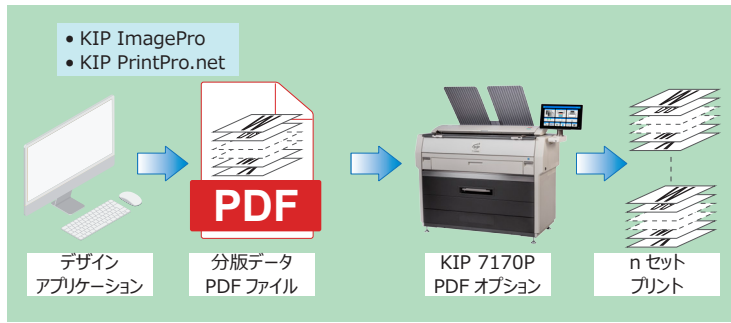 • KIP ImagePro
• KIP PrintPro.net
PDF
デザイン
アプリケーション
分版データ
PDF ファイル
KIP 7170P
PDF オプション
n セット
プリント